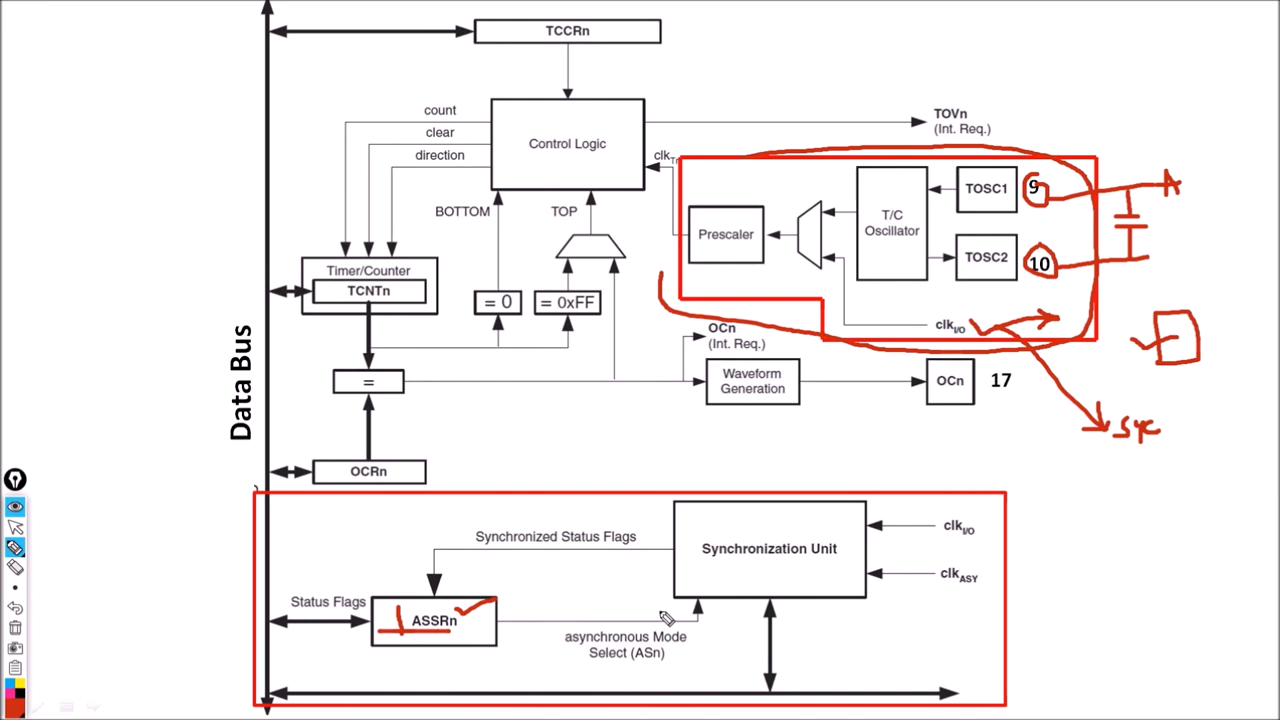 TCCRn
count
clear
direction
Control Logic
TOVn
(Int. Req.)
clkTn
BOTTOM
TOP
TOSC1
9
T/C
Oscillator
Prescaler
TOSC2
10
clkI/O
Timer/Counter
TCNTn
= 0
= 0xFF
OCn
(Int. Req.)
Waveform
Generation
OCn
17
=
Data Bus
OCRn
Synchronized Status Flags
Synchronization Unit
clkI/O
clkASY
Status Flags
ASSRn
asynchronous Mode
Select (ASn)